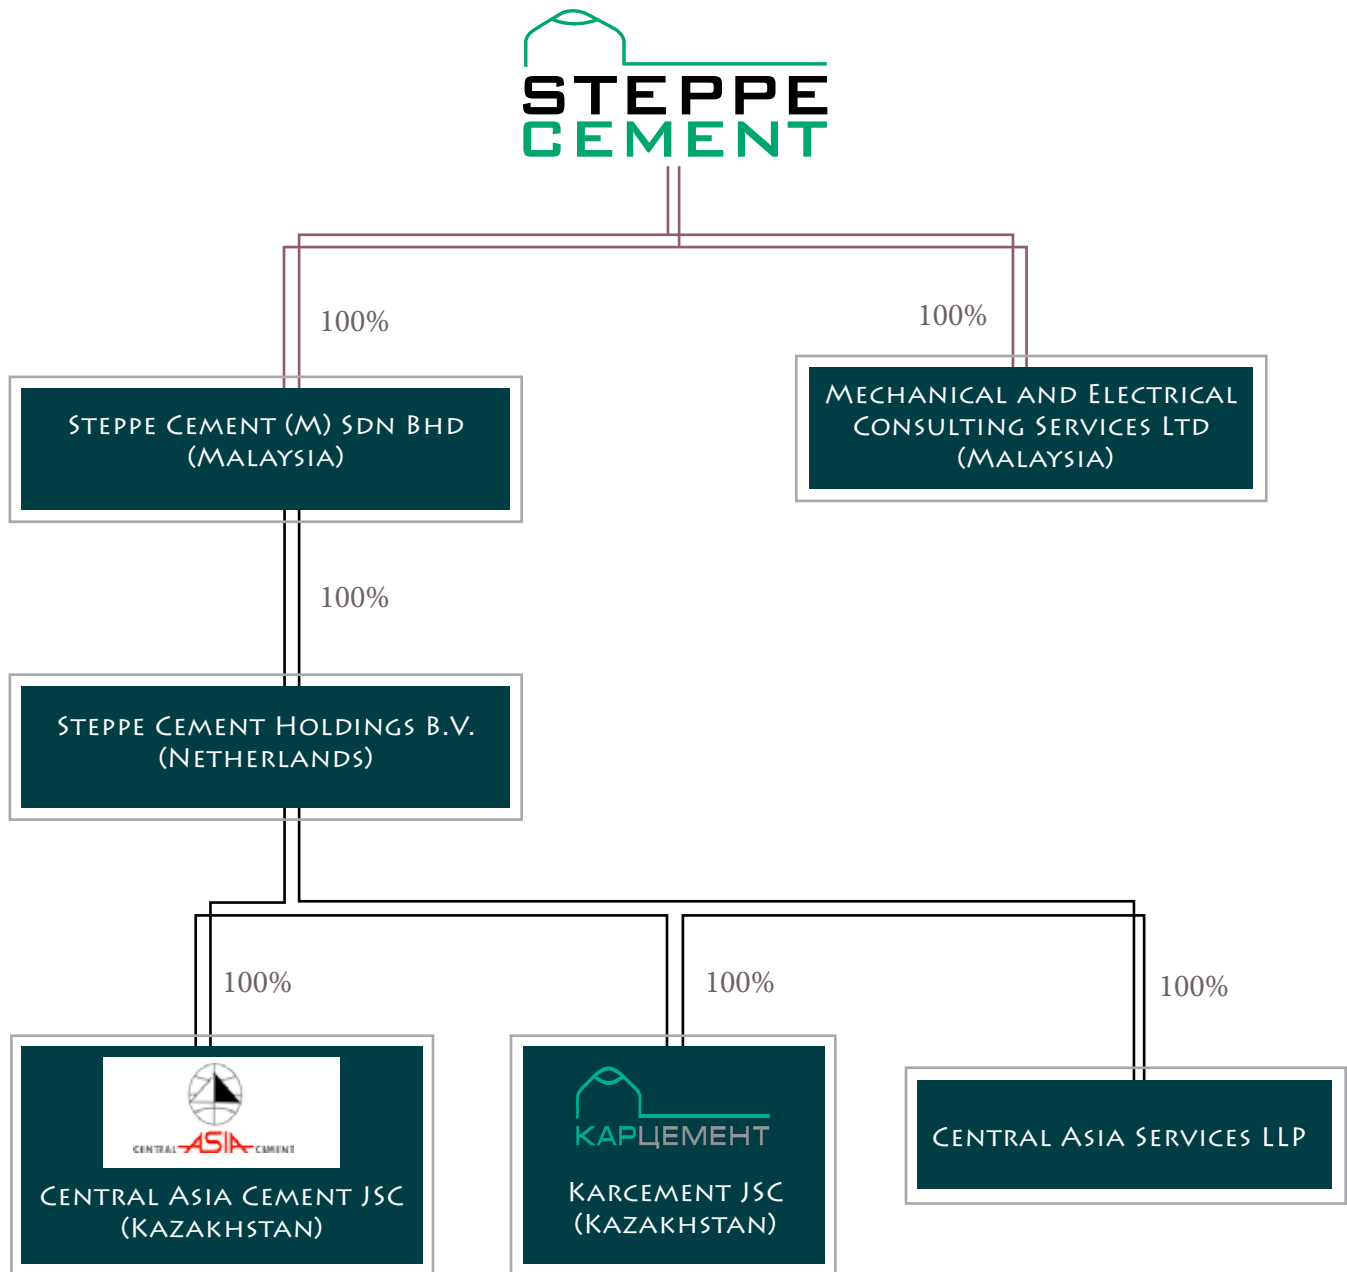 STEPPE
CEMENT
100%
100%
Steppe Cement (M) Sdn Bhd
(Malaysia)
Mechanical and Electrical
Consulting Services Ltd
(Malaysia)
100%
Steppe Cement Holdings B.V.
(Netherlands)
100%
100%
100%
CENTRAL ASIA CEMENT
Central Asia Cement JSC
(Kazakhstan)
КАРЦЕМЕНТ
Karcement JSC
(Kazakhstan)
Central Asia Services LLP